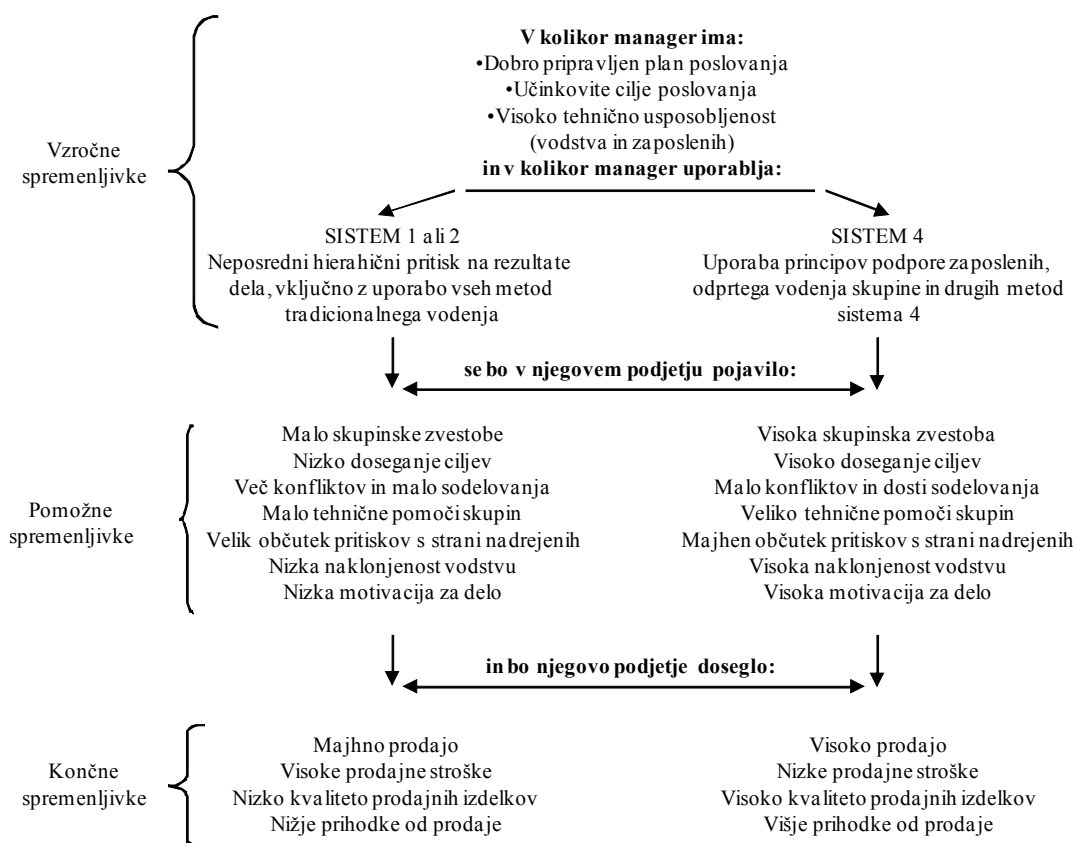 V kolikor manager ima:
•Dobro pripravljen plan poslovanja
•Učinkovite cilje poslovanja
•Visoko tehnično usposobljenost
(vodstva in zaposlenih)
in v kolikor manager uporablja:
Vzročne
spremenljivke
SISTEM 1 ali 2
Neposredni hierahični pritisk na rezultate
dela, vključno z uporabo vseh metod
tradicionalnega vodenja
SISTEM 4
Uporaba principov podpore zaposlenih,
odprtega vodenja skupine in drugih metod
sistema 4
se bo v njegovem podjetju pojavilo:
Pomožne
spremenljivke
Malo skupinske zvestobe
Nizko doseganje ciljev
Več konfliktov in malo sodelovanja
Malo tehnične pomoči skupin
Velik občutek pritiskov s strani nadrejenih
Nizka naklonjenost vodstvu
Nizka motivacija za delo
Visoka skupinska zvestoba
Visoko doseganje ciljev
Malo konfliktov in dosti sodelovanja
Veliko tehnične pomoči skupin
Majhen občutek pritiskov s strani nadrejenih
Visoka naklonjenost vodstvu
Visoka motivacija za delo
in bo njegovo podjetje doseglo:
Končne
spremenljivke
Majhno prodajo
Visoke prodajne stroške
Nizko kvaliteto prodajnih izdelkov
Nižje prihodke od prodaje
Visoko prodajo
Nizke prodajne stroške
Visoko kvaliteto prodajnih izdelkov
Višje prihodke od prodaje